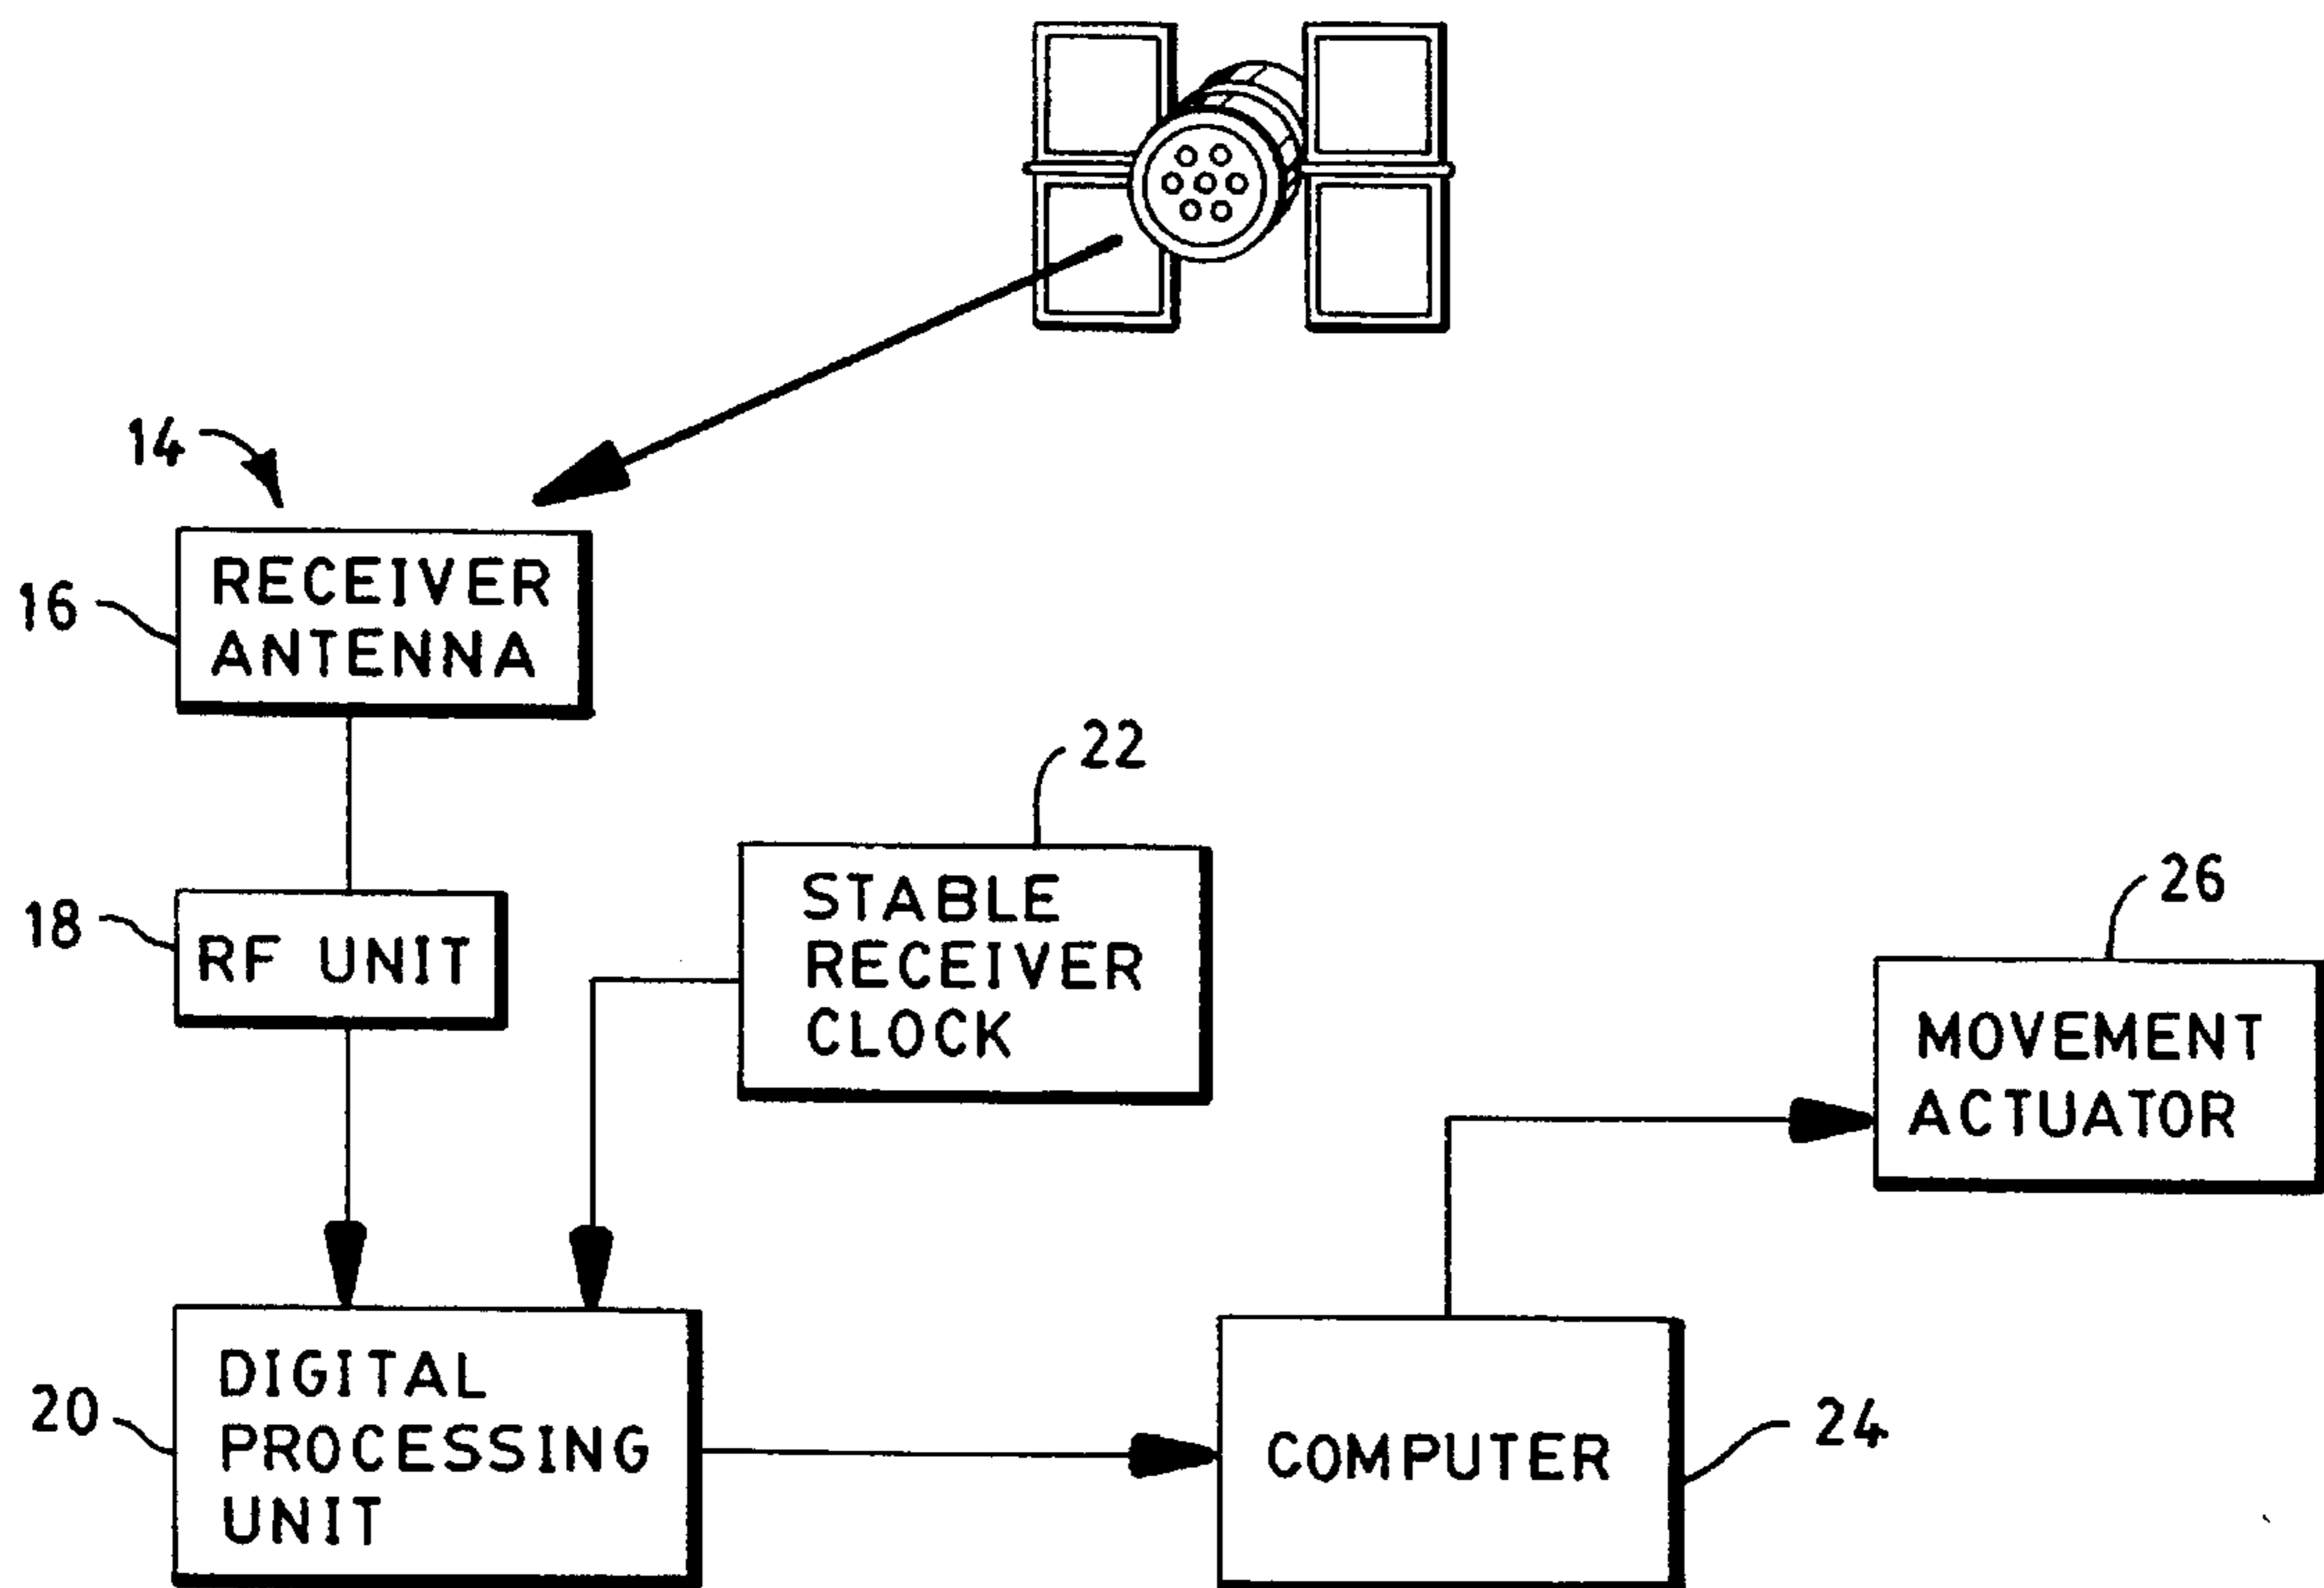 14
16
RECEIVER
ANTENNA
22
18
RF UNIT
STABLE
RECEIVER
CLOCK
26
MOVEMENT
ACTUATOR
20
DIGITAL
PROCESSING
UNIT
COMPUTER
24